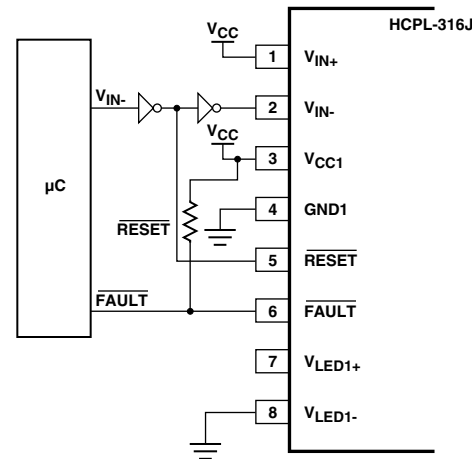 HCPL-316J
VCC
1 VIN+
VIN-
2 VIN-
VCC
3 VCC1
µC
4 GND1
RESET
5 RESET
FAULT
6 FAULT
7 VLED1+
8 VLED1-